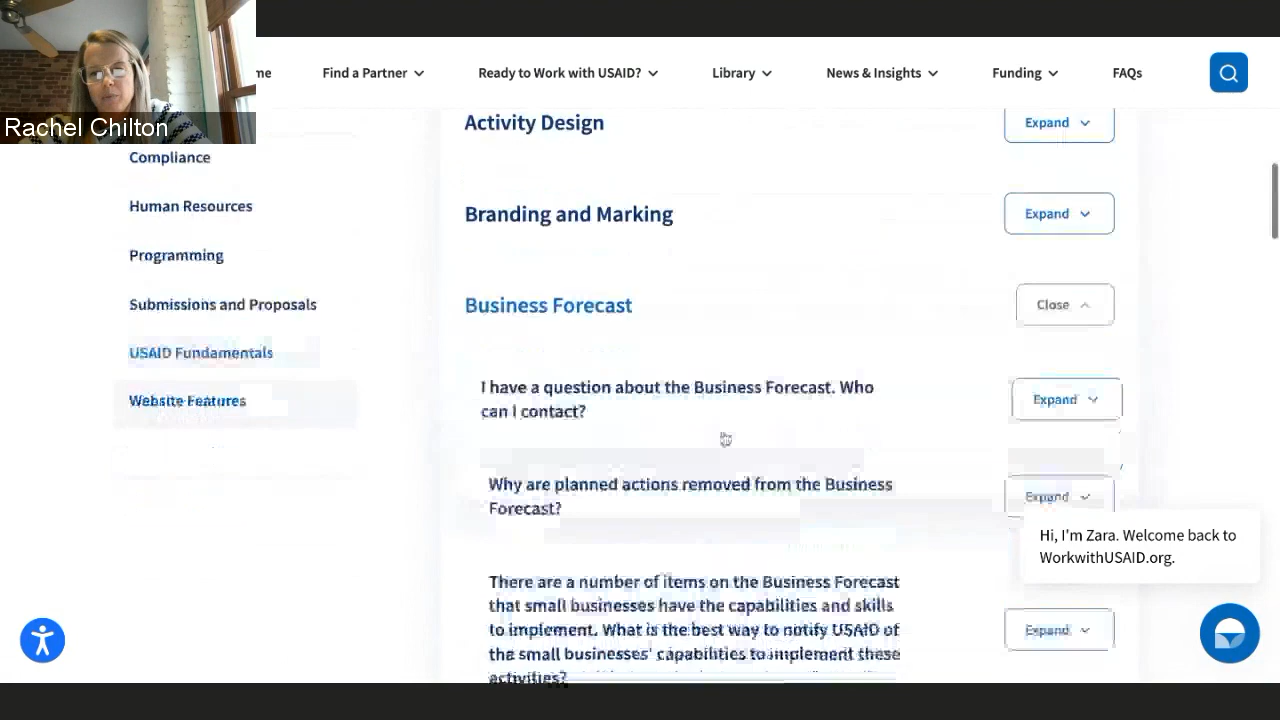 Rachel Chilton
me
Find a Partner
Ready to Work with USAID?
Library
News & Insights
Funding
FAQs
Compliance
Human Resources
Programming
Submissions and Proposals
USAID Fundamentals
Website Features
Activity Design
Expand
Branding and Marking
Expand
Business Forecast
Close
I have a question about the Business Forecast. Who
can I contact?
Expand
Why are planned actions removed from the Business
Forecast?
Expand
There are a number of items on the Business Forecast
that small businesses have the capabilities and skills
to implement. What is the best way to notify USAID of
the small businesses' capabilities to implement these
activities?
Expand
Hi, I'm Zara. Welcome back to
WorkwithUSAID.org.